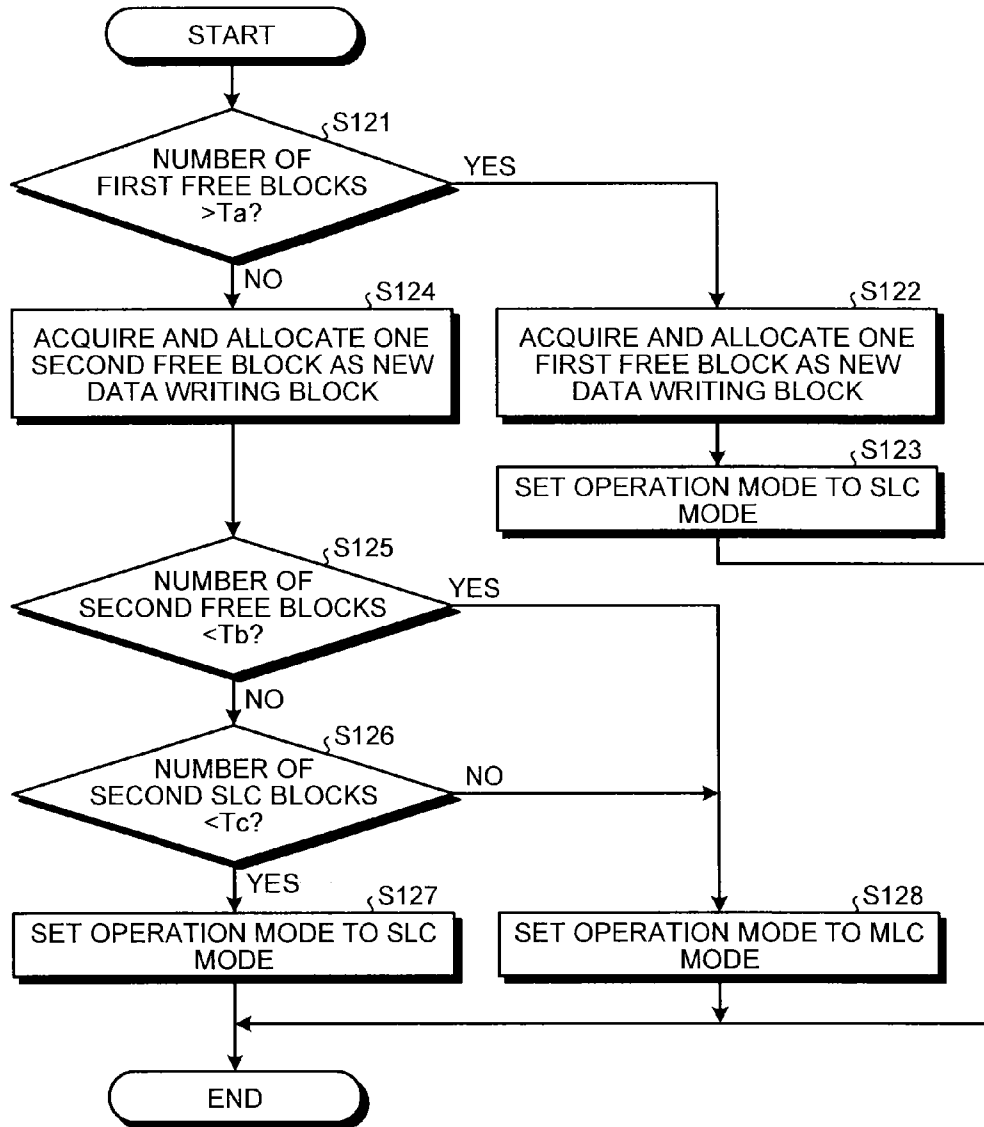 START
S121
NUMBER OF
FIRST FREE BLOCKS
>Ta?
YES
NO
S124
ACQUIRE AND ALLOCATE ONE
SECOND FREE BLOCK AS NEW
DATA WRITING BLOCK
S122
ACQUIRE AND ALLOCATE ONE
FIRST FREE BLOCK AS NEW
DATA WRITING BLOCK
S123
SET OPERATION MODE TO SLC
MODE
S125
NUMBER OF
SECOND FREE BLOCKS
<Tb?
YES
NO
S126
NUMBER OF
SECOND SLC BLOCKS
<Tc?
NO
YES
S127
SET OPERATION MODE TO SLC
MODE
S128
SET OPERATION MODE TO MLC
MODE
END